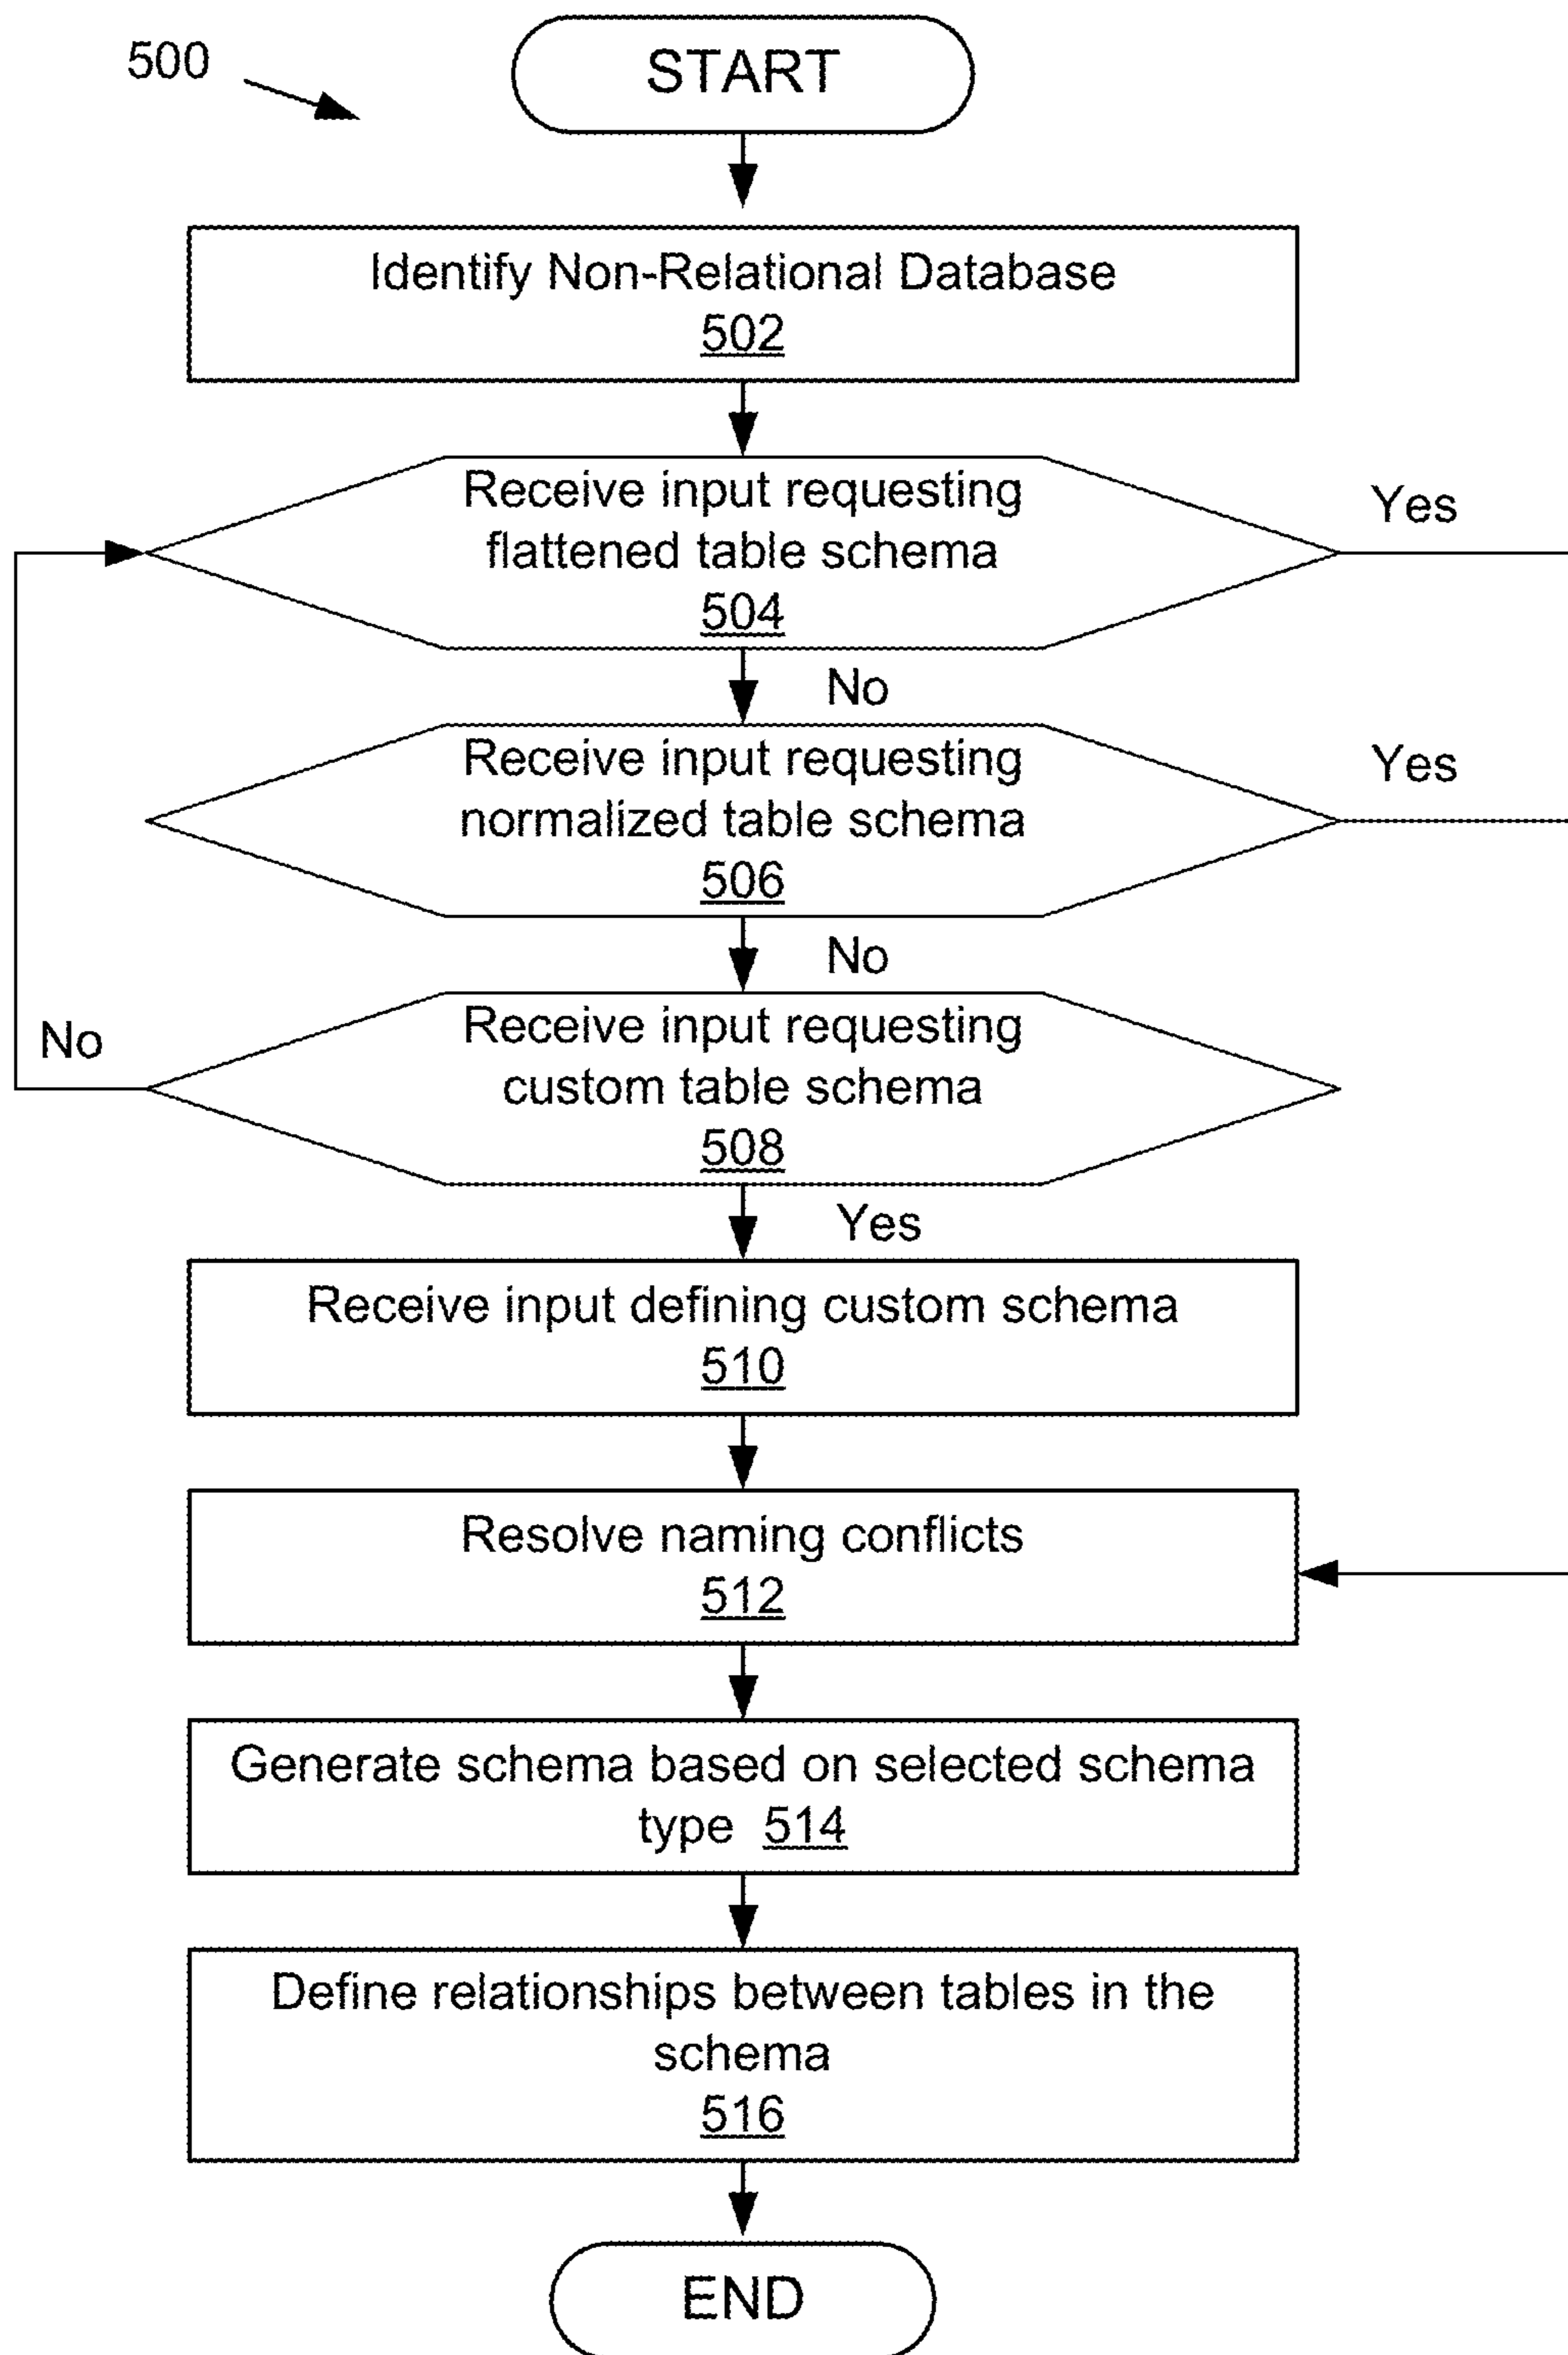 500
START
Identify Non-Relational Database
502
Receive input requesting
flattened table schema
504
Yes
No
Receive input requesting
normalized table schema
506
Yes
No
Receive input requesting
custom table schema
508
No
Yes
Receive input defining custom schema
510
Resolve naming conflicts
512
Generate schema based on selected schema
type 514
Define relationships between tables in the
schema
516
END